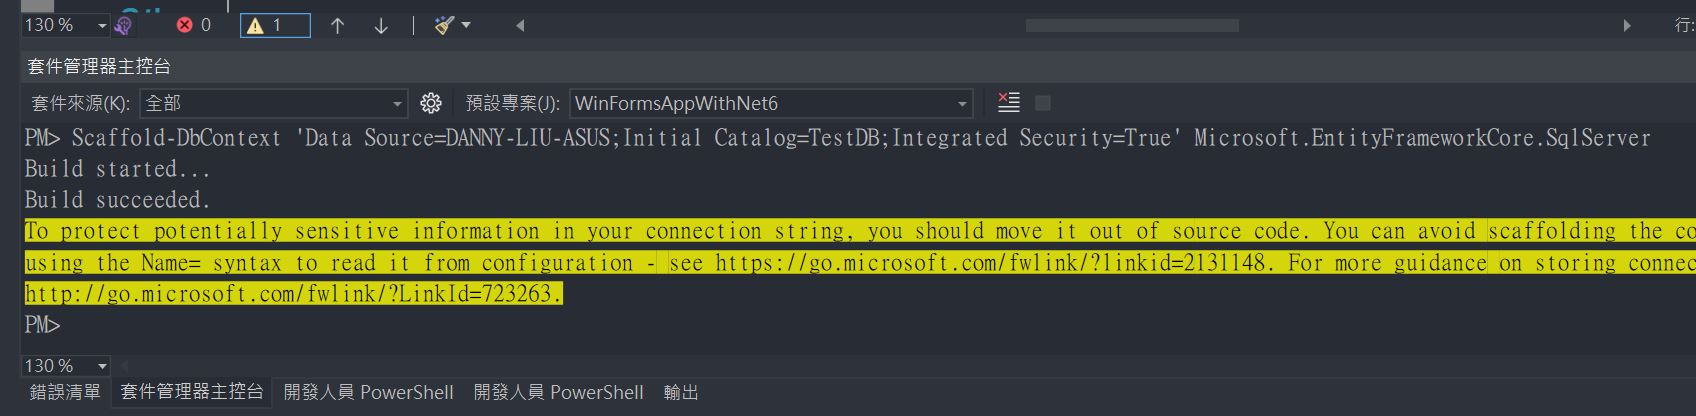 130 %
0
1
行:
套件管理器主控台
套件來源(K): 全部
預設專案(J): WinFormsAppWithNet6
PM> Scaffold-DbContext 'Data Source=DANNY-LIU-ASUS;Initial Catalog=TestDB;Integrated Security=True' Microsoft.EntityFrameworkCore.SqlServer
Build started...
Build succeeded.
To protect potentially sensitive information in your connection string, you should move it out of source code. You can avoid scaffolding the co
using the Name= syntax to read it from configuration - see https://go.microsoft.com/fwlink/?linkid=2131148. For more guidance on storing connec
http://go.microsoft.com/fwlink/?LinkId=723263.
PM>
130 %
錯誤清單 套件管理器主控台 開發人員 PowerShell 開發人員 PowerShell 輸出